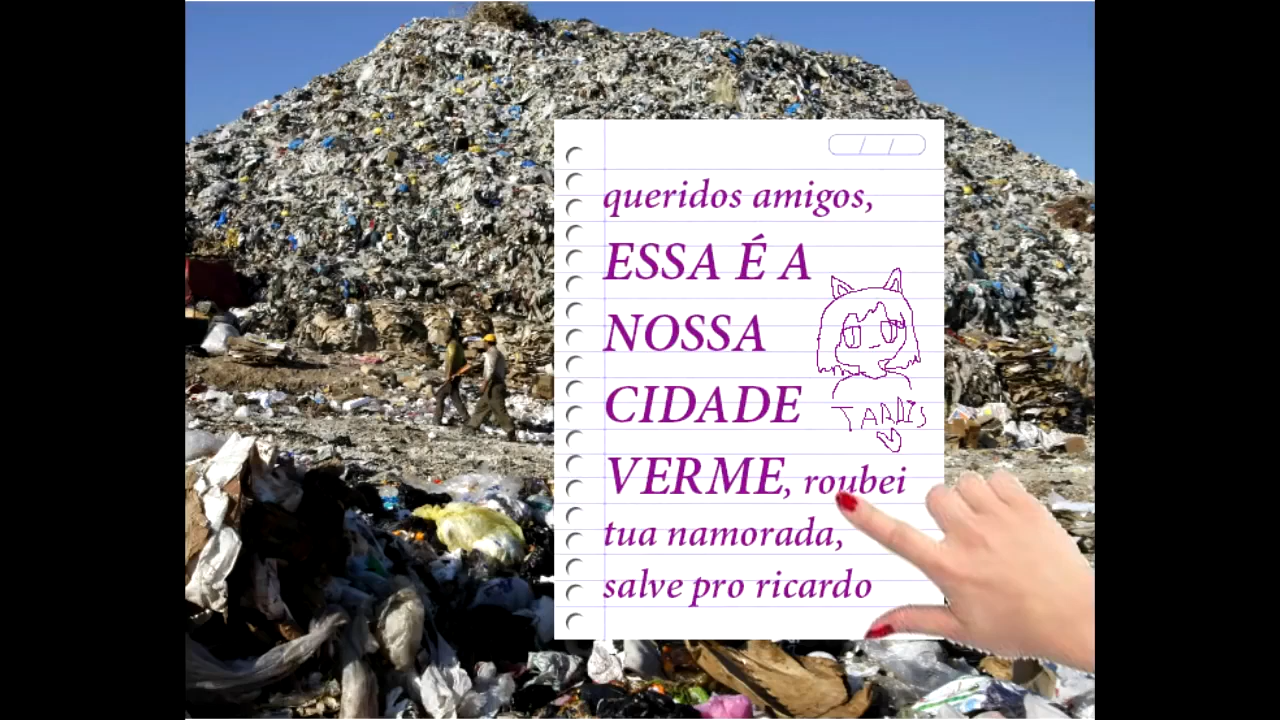 queridos amigos,
ESSA É A
NOSSA
CIDADE
VERME, roubei
tua namorada,
salve pro ricardo